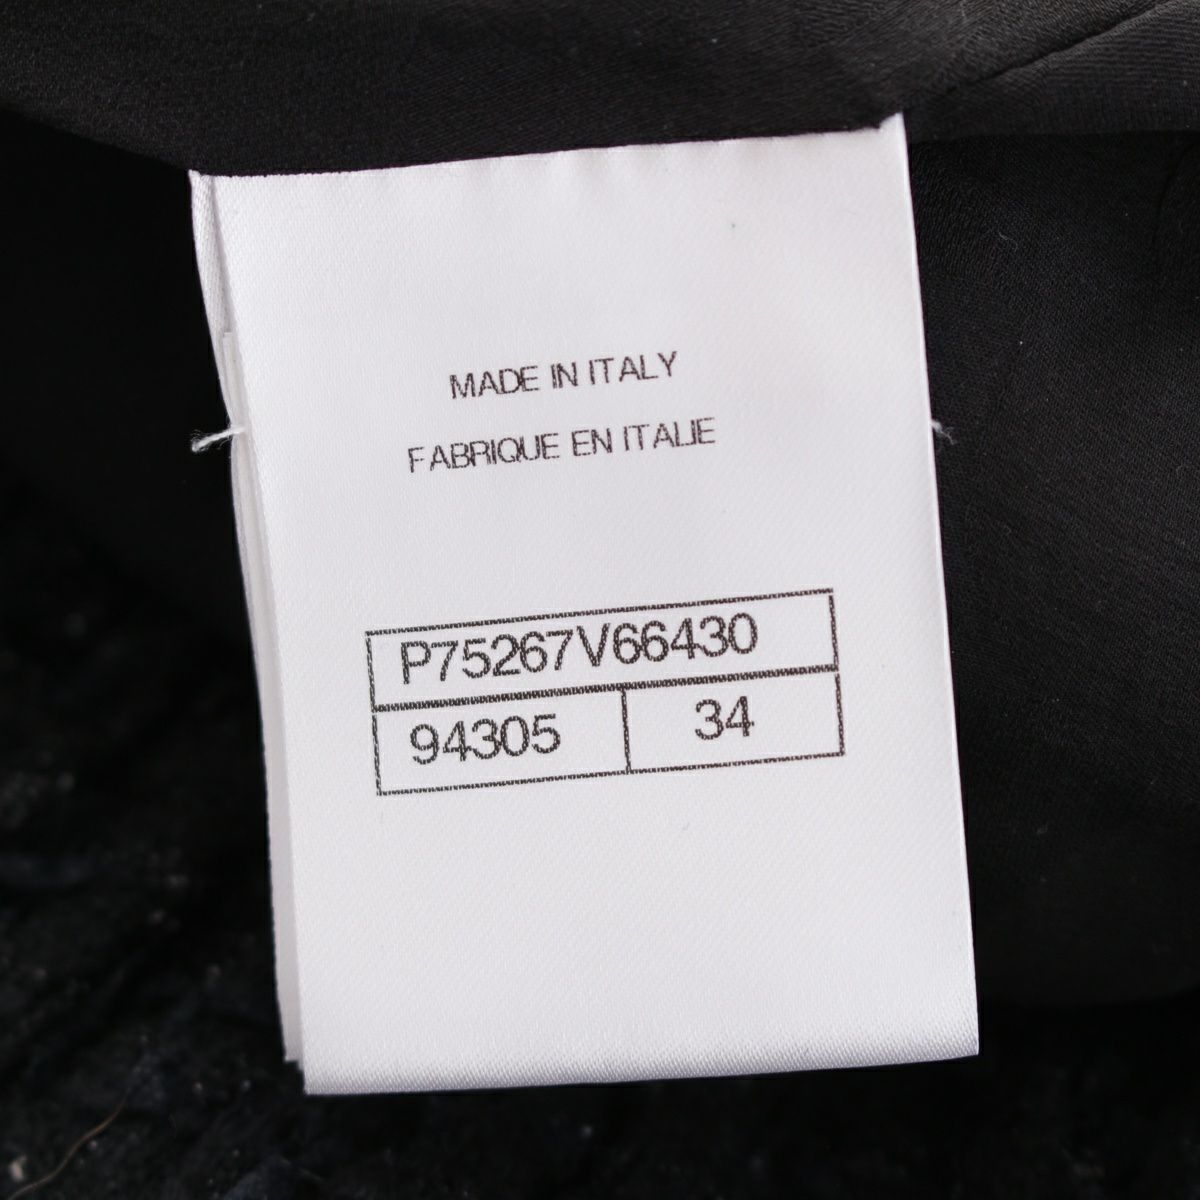 MADE IN ITALY
FABRIQUE EN ITALIE
P75267V66430
94305 34